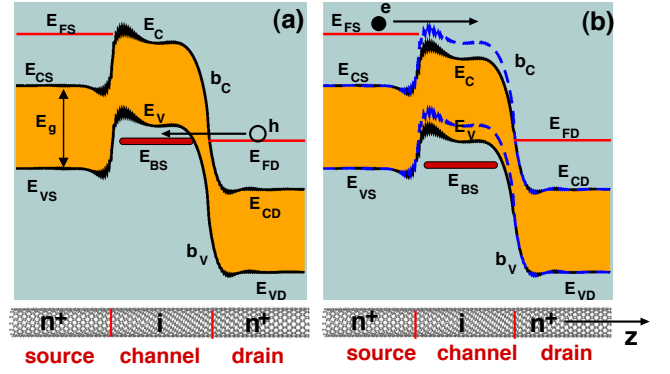 (a)
E_FS
E_C
b_C
E_CS
E_g
E_V
h
E_BS
E_FD
E_VS
E_CD
b_V
E_VD
n+ i n+
source channel drain
(b)
e
E_FS
b_C
E_CS
E_C
E_V
E_FD
E_BS
E_VS
E_CD
b_V
E_VD
n+ i n+
z
source channel drain